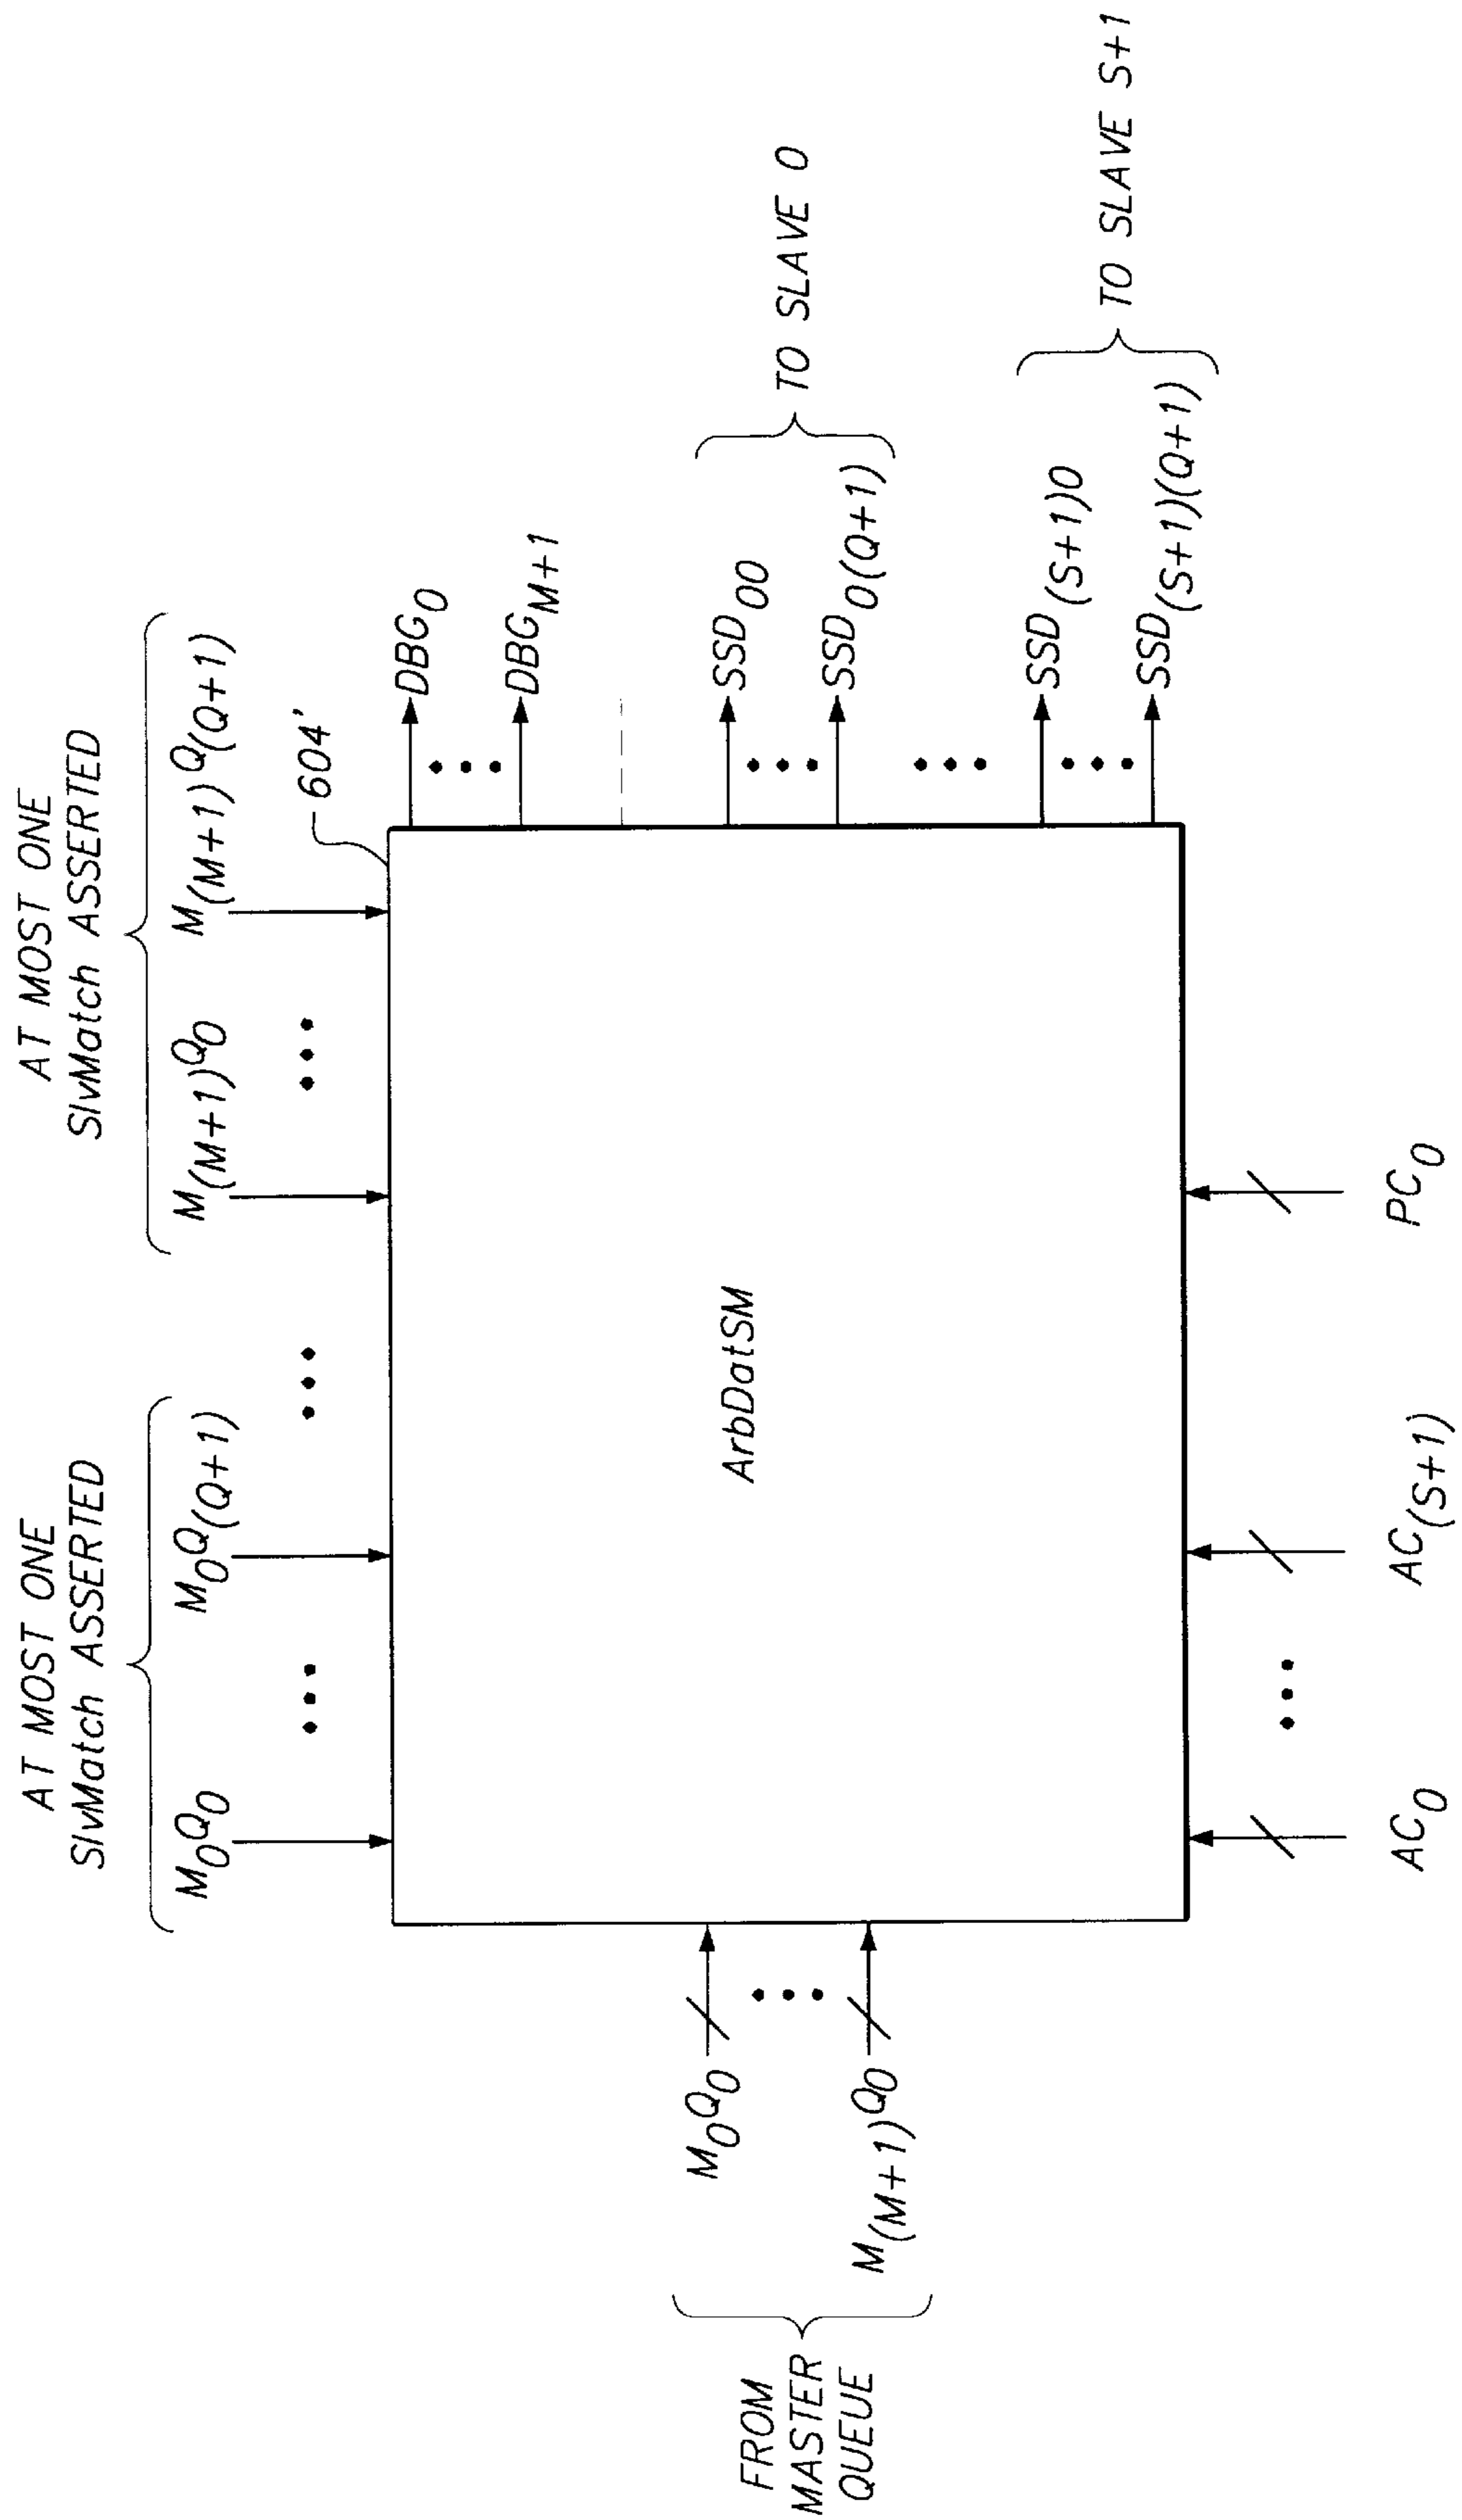 AT MOST ONE
SlvMatch ASSERTED
AT MOST ONE
SlvMatch ASSERTED
M0Q0
M0Q(Q+1)
M(M+1)Q0
M(M+1)Q(Q+1)
604'
FROM
MASTER
QUEUE
M0Q0
M(M+1)Q0
ArbDatSM
DBG0
DBGM+1
SSD00
SSD0(Q+1)
TO SLAVE 0
SSD(S+1)0
SSD(S+1)(Q+1)
TO SLAVE S+1
AC0
AC(S+1)
PC0